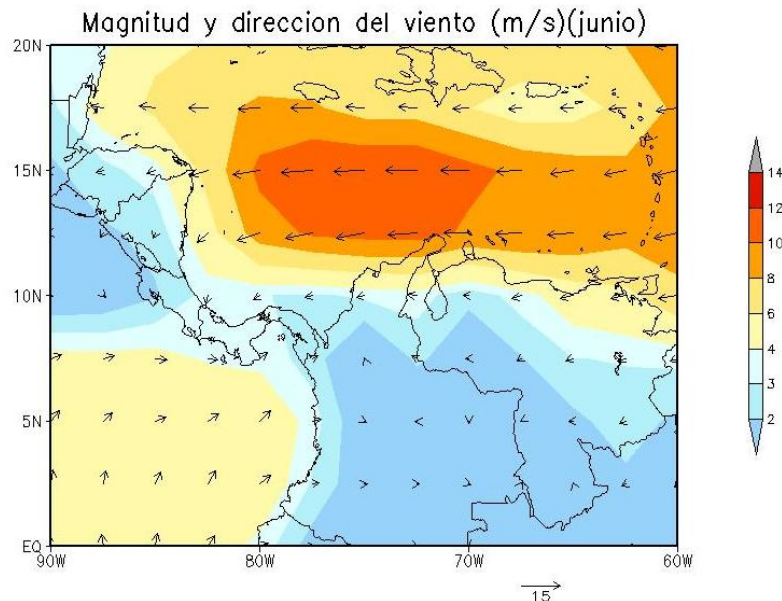 Magnitud y direccion del viento (m/s)(junio)
20N
15N
10N
5N
EQ
90W 80W 70W 60W
14
12
10
8
6
4
3
2
15